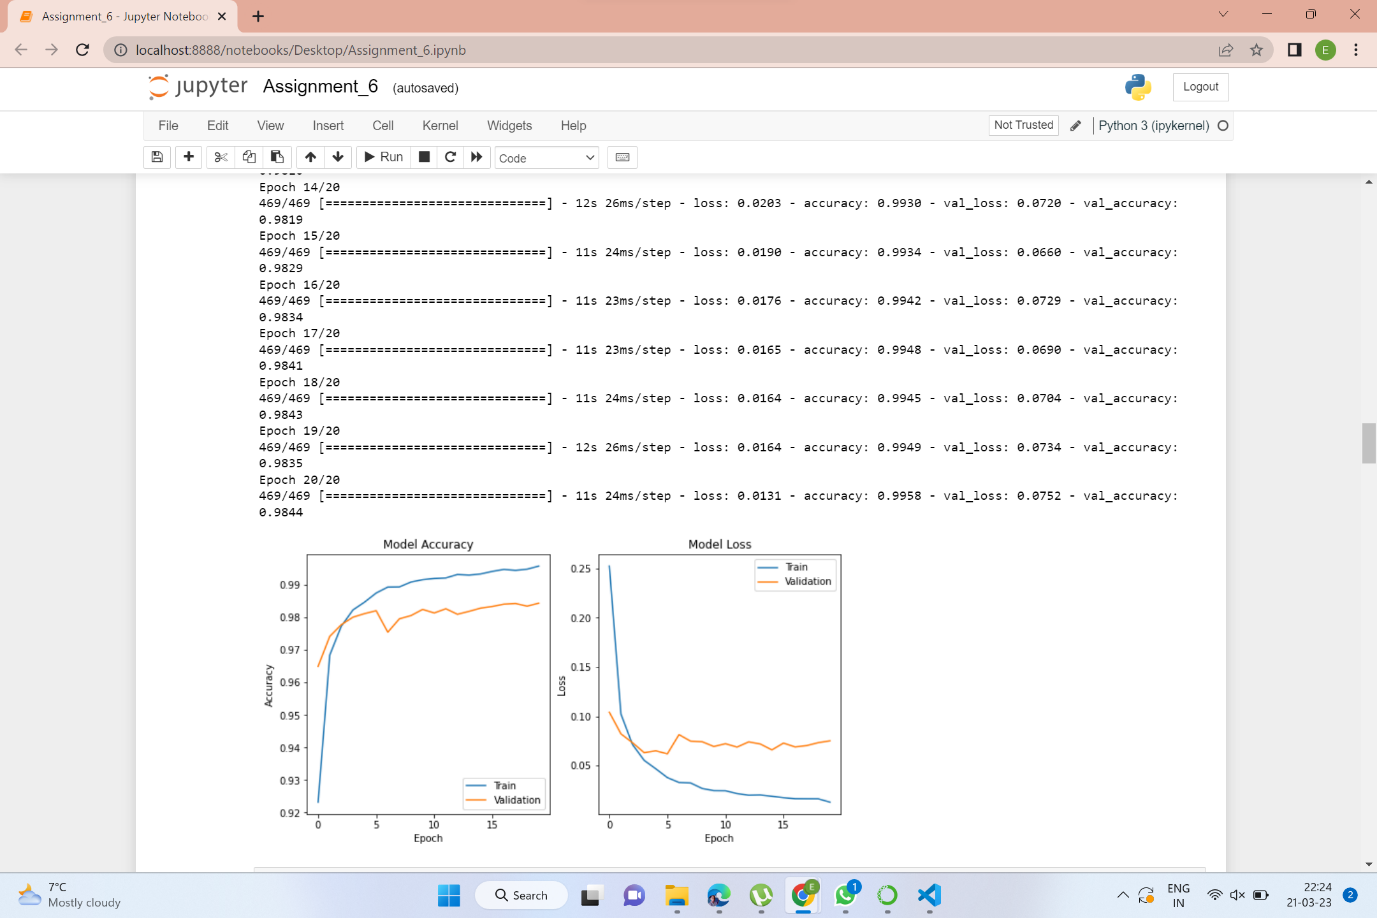 Assignment_6 - Jupyter Noteboo
localhost:8888/notebooks/Desktop/Assignment_6.ipynb
E
jupyter Assignment_6 (autosaved)
Logout
File Edit View Insert Cell Kernel Widgets Help
Not Trusted
Python 3 (ipykernel)
Run
Code
Epoch 14/20
469/469 [==============================] - 12s 26ms/step - loss: 0.0203 - accuracy: 0.9930 - val_loss: 0.0720 - val_accuracy:
0.9819
Epoch 15/20
469/469 [==============================] - 11s 24ms/step - loss: 0.0190 - accuracy: 0.9934 - val_loss: 0.0660 - val_accuracy:
0.9829
Epoch 16/20
469/469 [==============================] - 11s 23ms/step - loss: 0.0176 - accuracy: 0.9942 - val_loss: 0.0729 - val_accuracy:
0.9834
Epoch 17/20
469/469 [==============================] - 11s 23ms/step - loss: 0.0165 - accuracy: 0.9948 - val_loss: 0.0690 - val_accuracy:
0.9841
Epoch 18/20
469/469 [==============================] - 11s 24ms/step - loss: 0.0164 - accuracy: 0.9945 - val_loss: 0.0704 - val_accuracy:
0.9843
Epoch 19/20
469/469 [==============================] - 12s 26ms/step - loss: 0.0164 - accuracy: 0.9949 - val_loss: 0.0734 - val_accuracy:
0.9835
Epoch 20/20
469/469 [==============================] - 11s 24ms/step - loss: 0.0131 - accuracy: 0.9958 - val_loss: 0.0752 - val_accuracy:
0.9844
Model Accuracy
0.99
0.98
0.97
0.96
0.95
0.94
0.93
0.92
Accuracy
Train
Validation
0 5 10 15
Epoch
Model Loss
0.25
0.20
0.15
0.10
0.05
Loss
Train
Validation
0 5 10 15
Epoch
7°C
Mostly cloudy
Search
E
1
ENG
IN
22:24
21-03-23
2